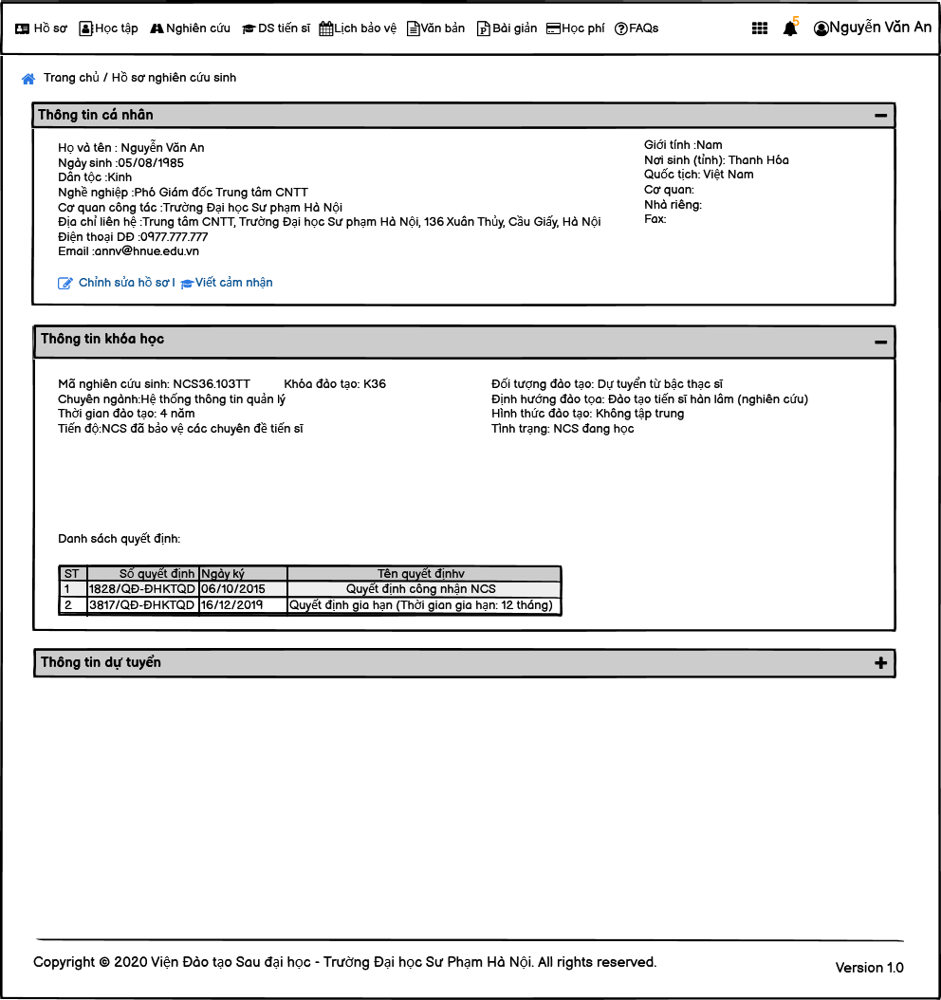 Hồ sơ Học tập Nghiên cứu DS tiến sĩ Lịch bảo vệ Văn bản Bài giản Học phí FAQs 5 Nguyễn Văn An
Trang chủ / Hồ sơ nghiên cứu sinh
Thông tin cá nhân
Họ và tên : Nguyễn Văn An
Ngày sinh :05/08/1985
Dân tộc :Kinh
Nghề nghiệp :Phó Giám đốc Trung tâm CNTT
Cơ quan công tác :Trường Đại học Sư phạm Hà Nội
Địa chỉ liên hệ :Trung tâm CNTT, Trường Đại học Sư phạm Hà Nội, 136 Xuân Thủy, Cầu Giấy, Hà Nội
Điện thoại DĐ :0977.777.777
Email :annv@hnue.edu.vn
Giới tính :Nam
Nơi sinh (tỉnh): Thanh Hóa
Quốc tịch: Việt Nam
Cơ quan:
Nhà riêng:
Fax:
Chỉnh sửa hồ sơ | Viết cảm nhận
Thông tin khóa học
Mã nghiên cứu sinh: NCS36.103TT Khóa đào tạo: K36
Chuyên ngành:Hệ thống thông tin quản lý
Thời gian đào tạo: 4 năm
Tiến độ:NCS đã bảo vệ các chuyên đề tiến sĩ
Đối tượng đào tạo: Dự tuyển từ bậc thạc sĩ
Định hướng đào tọa: Đào tạo tiến sĩ hàn lâm (nghiên cứu)
Hình thức đào tạo: Không tập trung
Tình trạng: NCS đang học
Danh sách quyết định:
ST Số quyết định Ngày ký Tên quyết địnhv
1 1828/QĐ-ĐHKTQD 06/10/2015 Quyết định công nhận NCS
2 3817/QĐ-ĐHKTQD 16/12/2019 Quyết định gia hạn (Thời gian gia hạn: 12 tháng)
Thông tin dự tuyển
Copyright © 2020 Viện Đào tạo Sau đại học - Trường Đại học Sư Phạm Hà Nội. All rights reserved.
Version 1.0